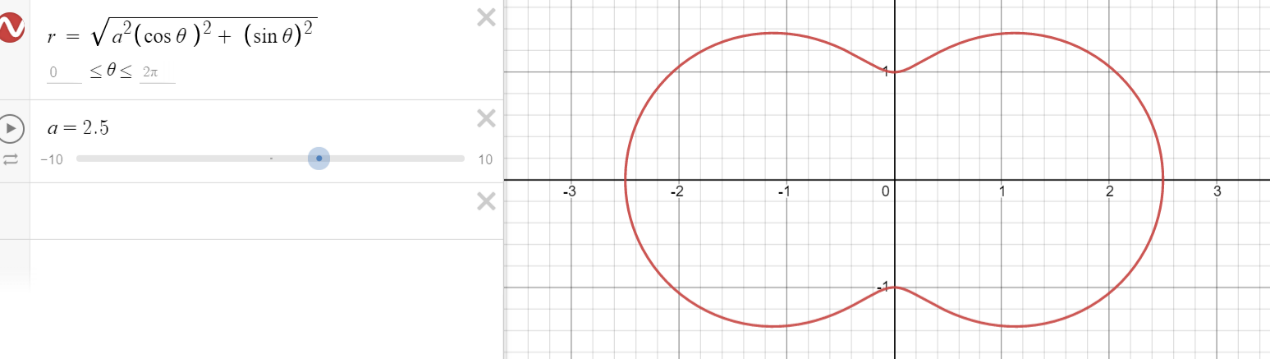 r = √(a²(cos θ)² + (sin θ)²)
0 ≤ θ ≤ 2π
a = 2.5
−10 10
1
-3 -2 -1 0 1 2 3
-1